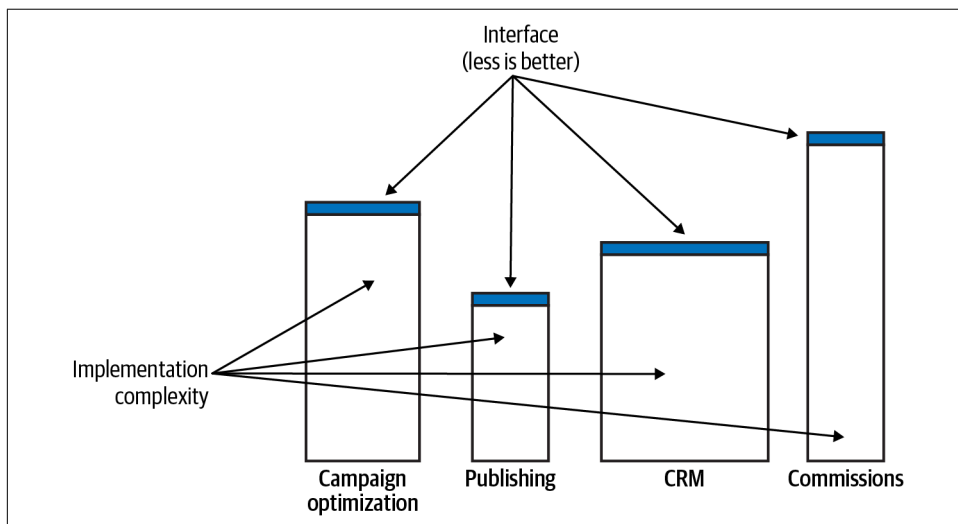 Interface
(less is better)
Implementation
complexity
Campaign
optimization
Publishing
CRM
Commissions